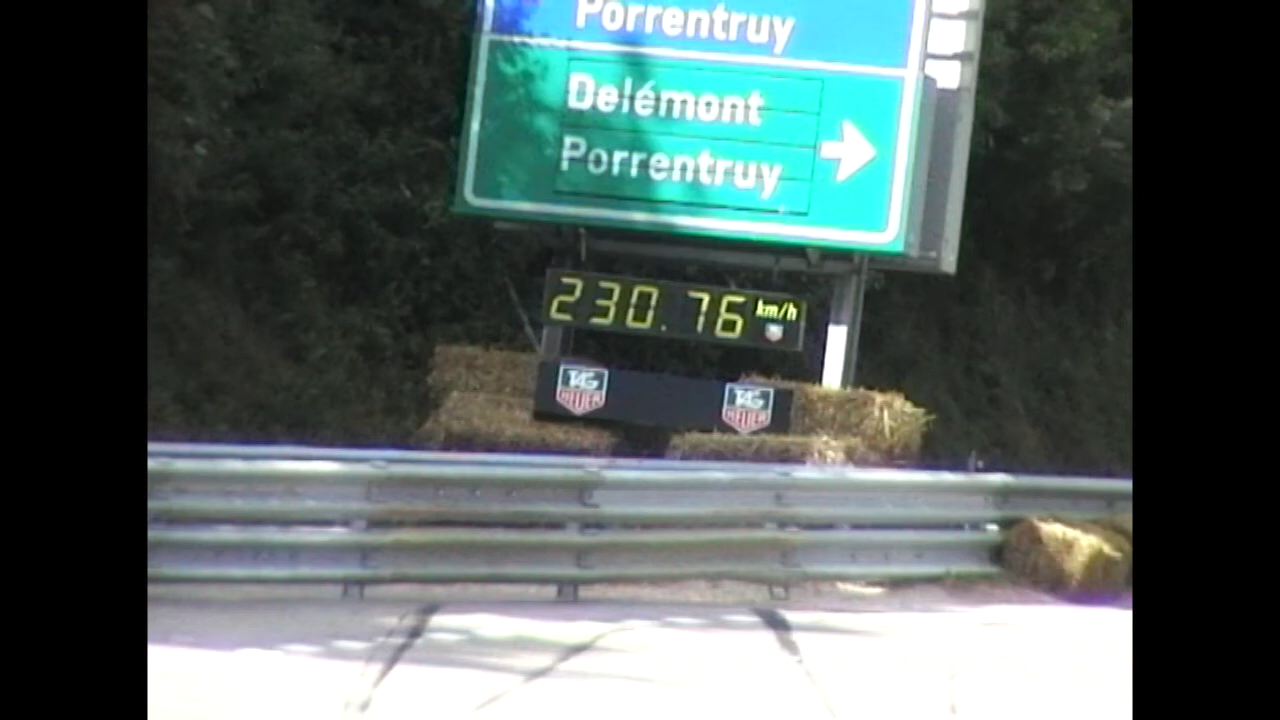 Porrentruy
Delémont
Porrentruy
230.76 km/h
TAG HEUER
TAG HEUER